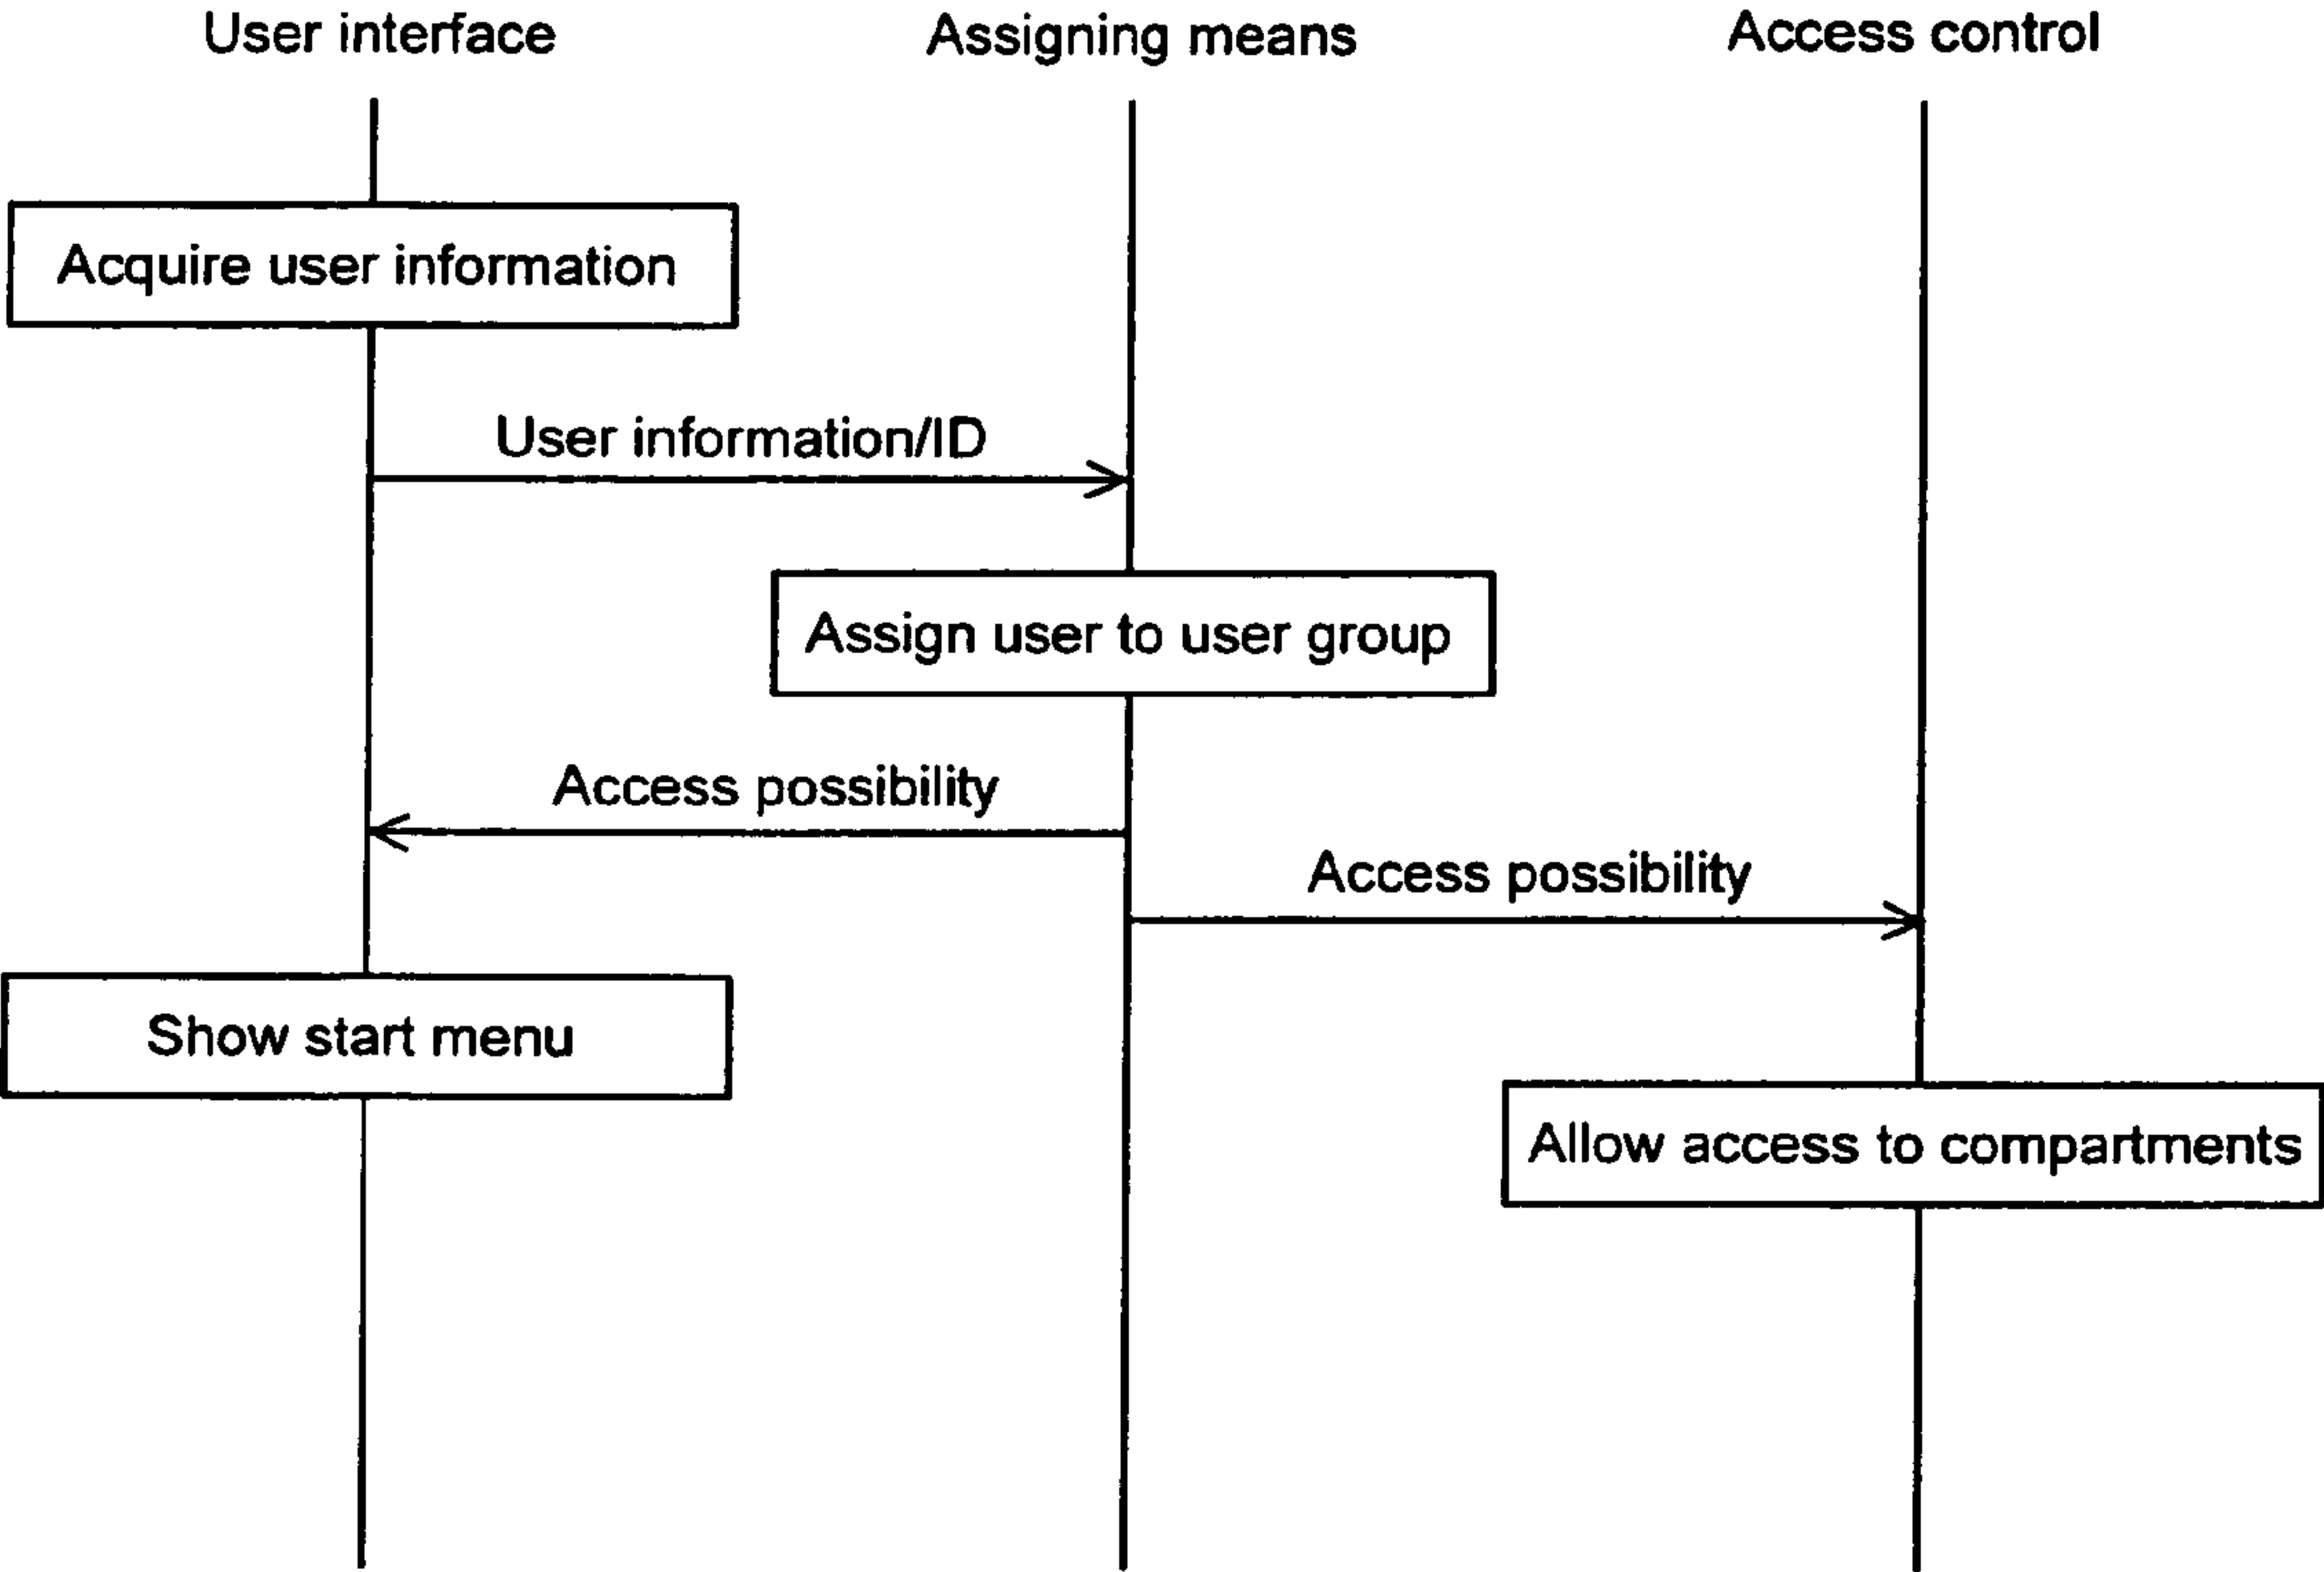 User interface
Assigning means
Access control
Acquire user information
User information/ID
Assign user to user group
Access possibility
Access possibility
Show start menu
Allow access to compartments